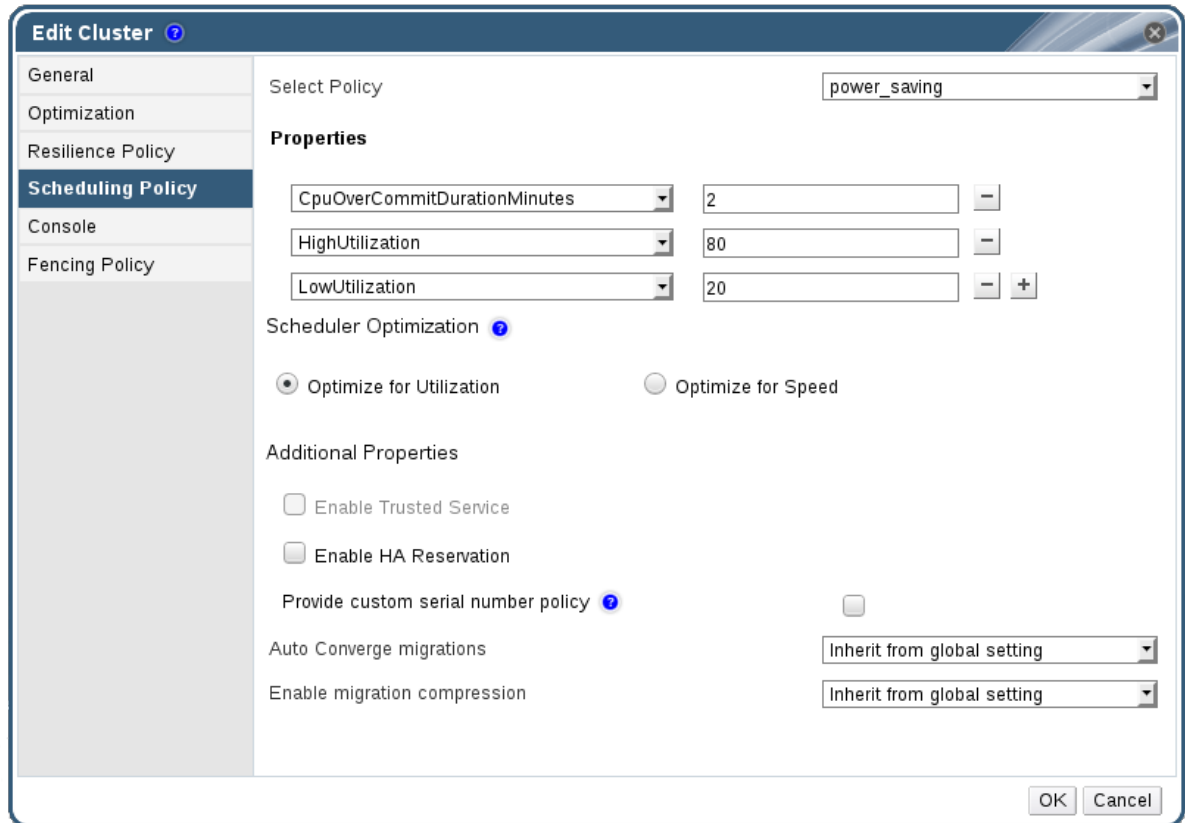 Edit Cluster ?
General
Optimization
Resilience Policy
Scheduling Policy
Console
Fencing Policy
Select Policy power_saving
Properties
CpuOverCommitDurationMinutes 2 −
HighUtilization 80 −
LowUtilization 20 − +
Scheduler Optimization ?
Optimize for Utilization Optimize for Speed
Additional Properties
Enable Trusted Service
Enable HA Reservation
Provide custom serial number policy ?
Auto Converge migrations Inherit from global setting
Enable migration compression Inherit from global setting
OK Cancel